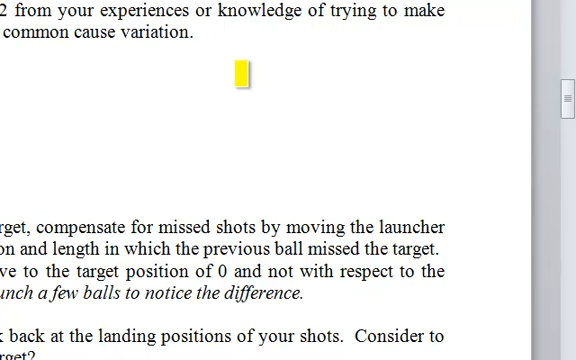 2 from your experiences or knowledge of trying to make
common cause variation.
rget, compensate for missed shots by moving the launcher
on and length in which the previous ball missed the target.
ve to the target position of 0 and not with respect to the
unch a few balls to notice the difference.
k back at the landing positions of your shots. Consider to
rget?